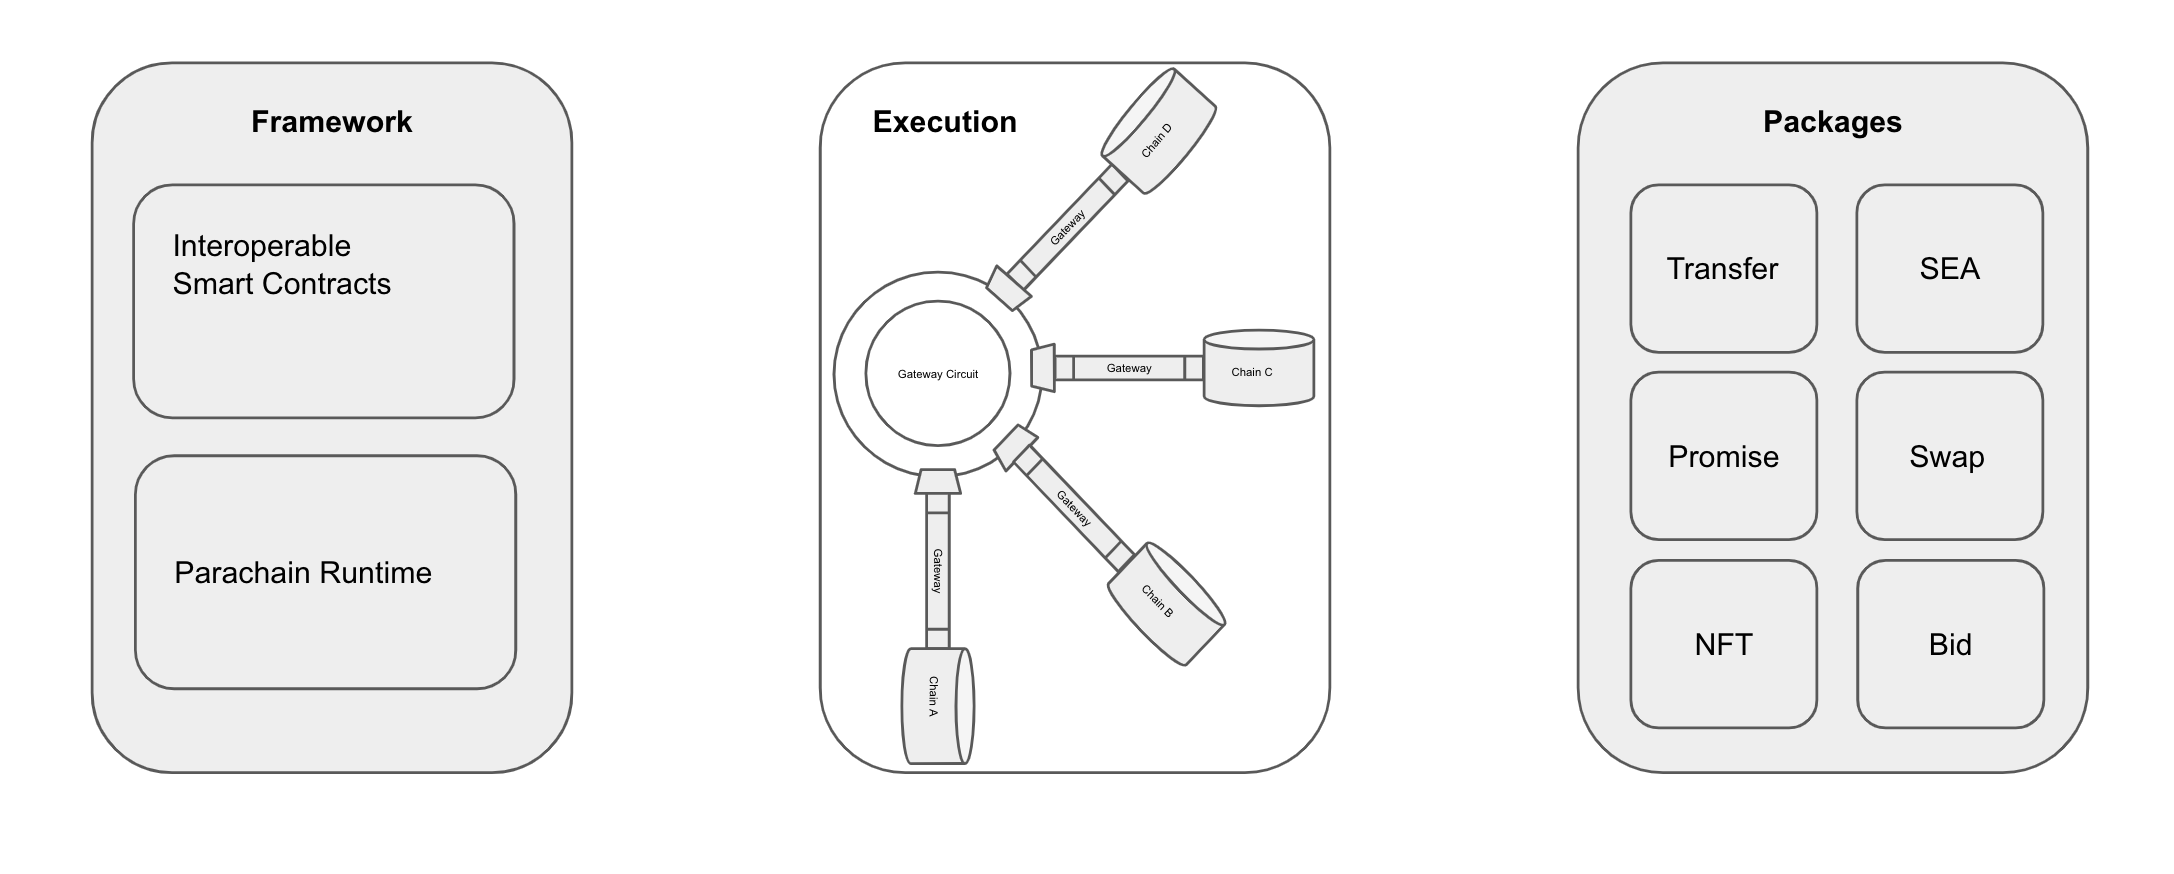 Framework
Interoperable
Smart Contracts
Parachain Runtime
Execution
Chain D
Gateway
Gateway Circuit
Gateway
Chain C
Gateway
Chain B
Gateway
Chain A
Packages
Transfer
SEA
Promise
Swap
NFT
Bid